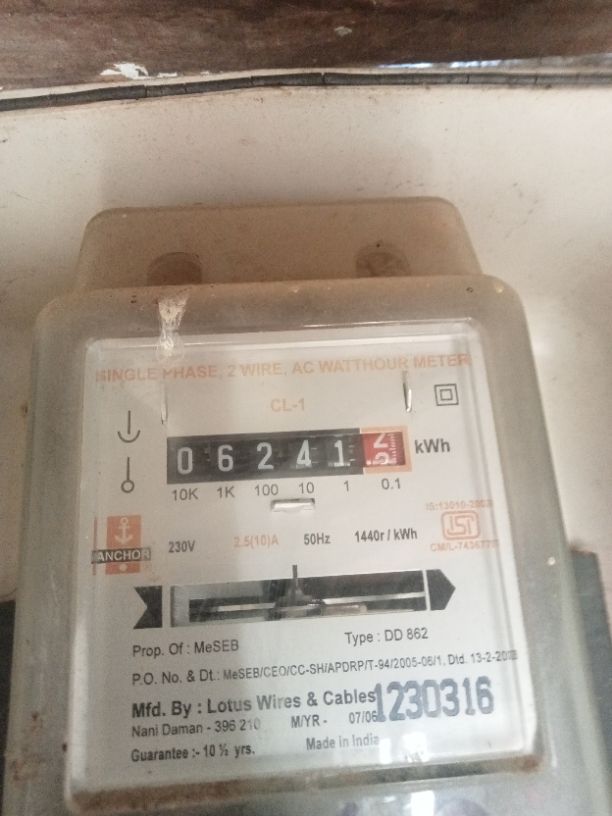 SINGLE PHASE, 2 WIRE, AC WATTHOUR METER
CL-1
0 6 2 4 1 kWh
10K 1K 100 10 1 0.1
ANCHOR
230V 2.5(10)A 50Hz 1440r / kWh
ISI
Prop. Of : MeSEB Type : DD 862
P.O. No. & Dt.: MeSEB/CEO/CC-SH/APDRP/T-94/2005-06/1, Dtd. 13-2-
Mfd. By : Lotus Wires & Cables 1230316
Nani Daman - 396 210 M/YR - 07/06
Guarantee :- 10 ½ yrs. Made in India